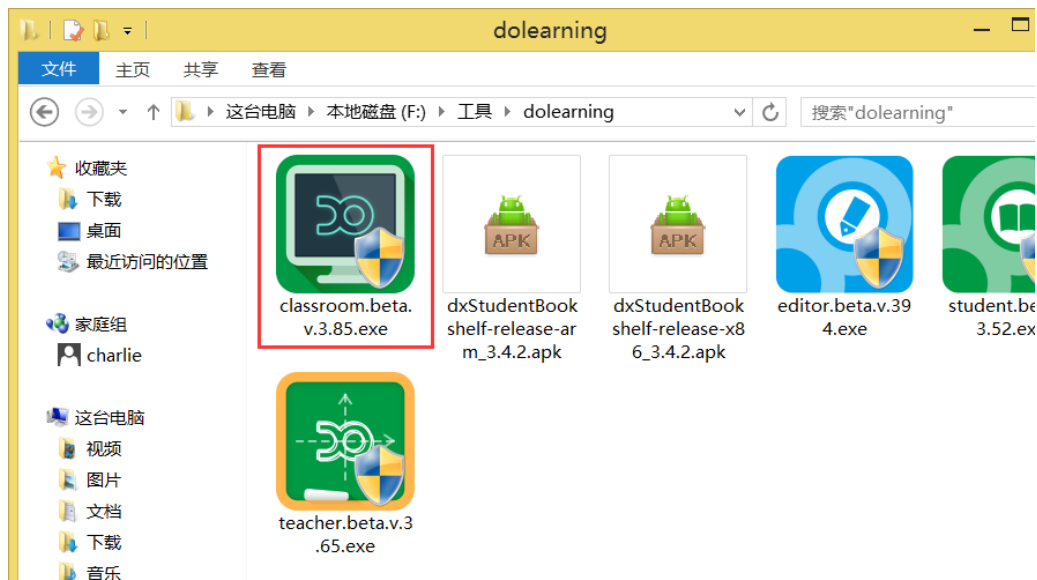 dolearning
文件 主页 共享 查看
这台电脑 本地磁盘 (F:) 工具 dolearning
搜索"dolearning"
收藏夹
下载
桌面
最近访问的位置
家庭组
charlie
这台电脑
视频
图片
文档
下载
音乐
classroom.beta.
v.3.85.exe
APK
dxStudentBook
shelf-release-ar
m_3.4.2.apk
APK
dxStudentBook
shelf-release-x8
6_3.4.2.apk
editor.beta.v.39
4.exe
student.be
3.52.ex
teacher.beta.v.3
.65.exe